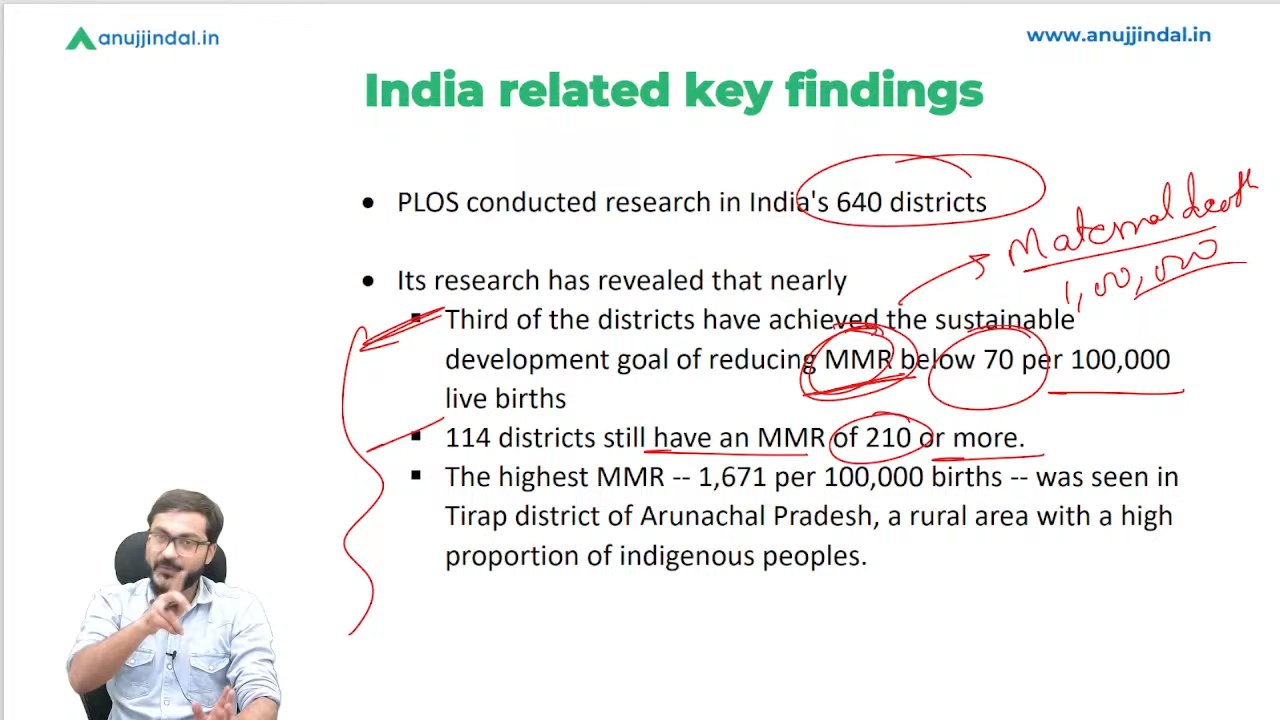 anujjindal.in
www.anujjindal.in
India related key findings
• PLOS conducted research in India's 640 districts
Maternal death
1,00,000
• Its research has revealed that nearly
▪ Third of the districts have achieved the sustainable
development goal of reducing MMR below 70 per 100,000
live births
▪ 114 districts still have an MMR of 210 or more.
▪ The highest MMR -- 1,671 per 100,000 births -- was seen in
Tirap district of Arunachal Pradesh, a rural area with a high
proportion of indigenous peoples.